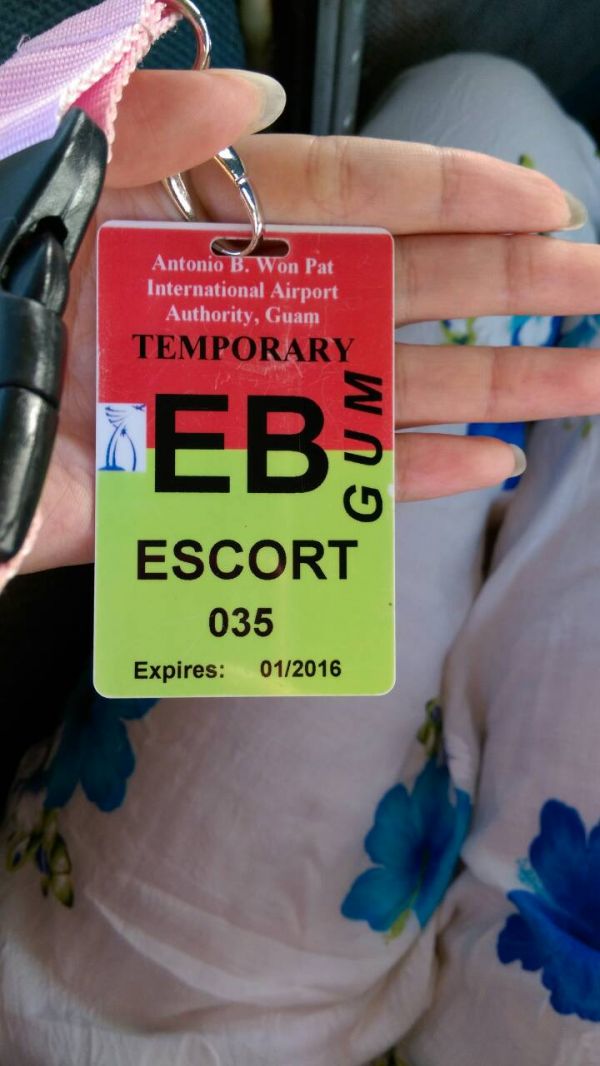 Antonio B. Won Pat
International Airport
Authority, Guam
TEMPORARY
EB
GUM
ESCORT
035
Expires: 01/2016